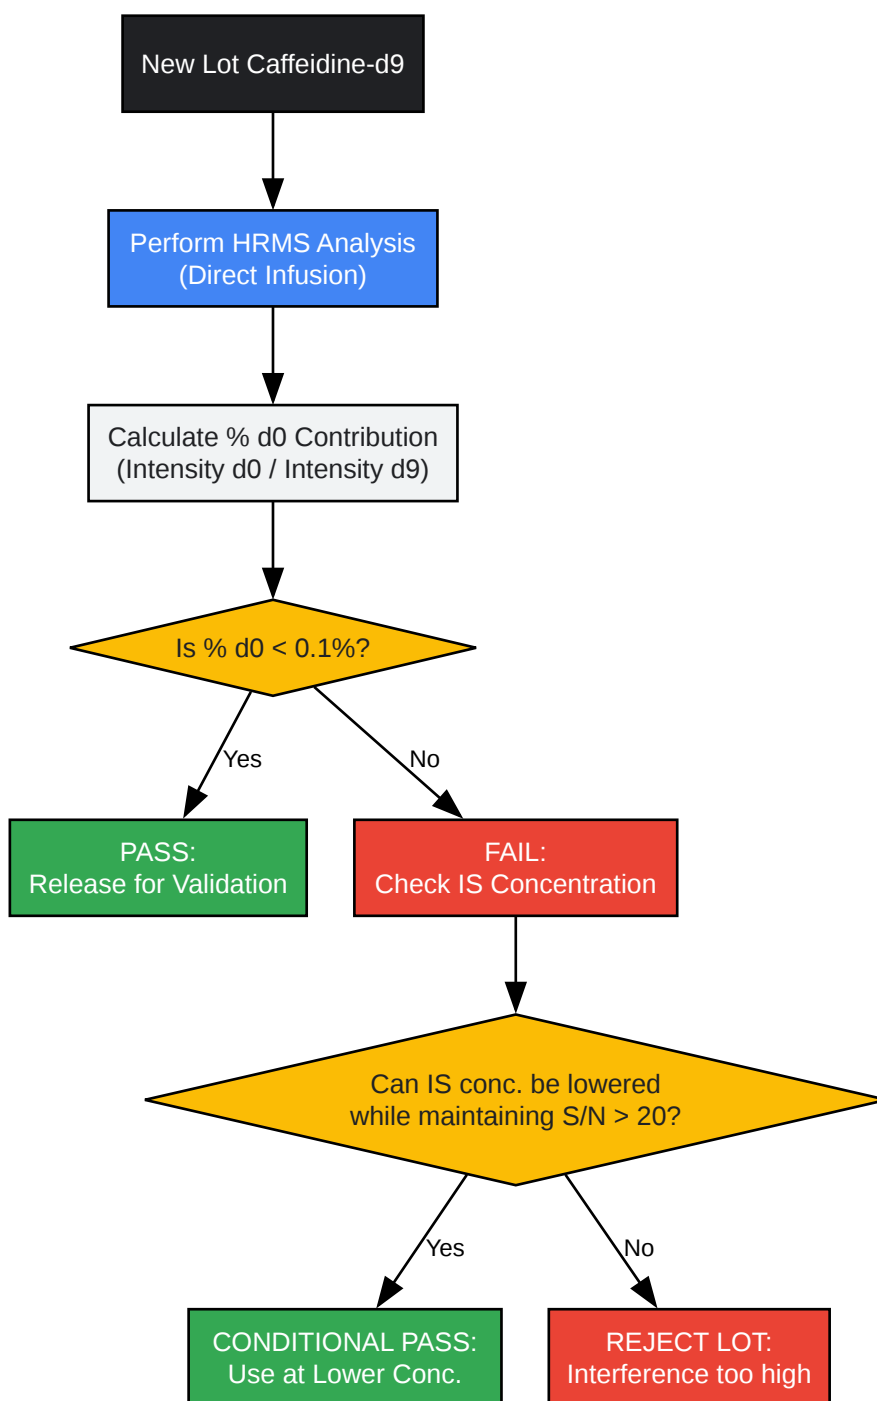 New Lot Caffeidine-d9
Perform HRMS Analysis
(Direct Infusion)
Calculate % d0 Contribution
(Intensity d0 / Intensity d9)
Is % d0 < 0.1%?
Yes
No
PASS:
Release for Validation
FAIL:
Check IS Concentration
Can IS conc. be lowered
while maintaining S/N > 20?
Yes
No
CONDITIONAL PASS:
Use at Lower Conc.
REJECT LOT:
Interference too high